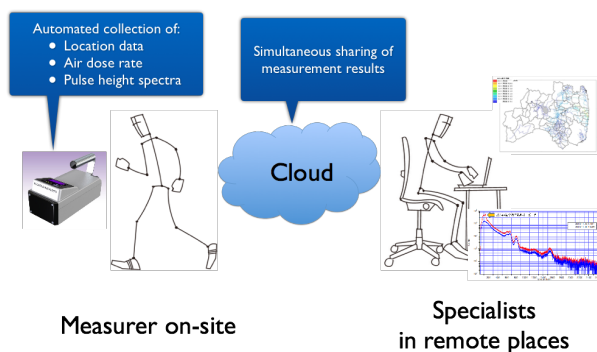 Automated collection of:
• Location data
• Air dose rate
• Pulse height spectra
Simultaneous sharing of
measurement results
Cloud
Measurer on-site
Specialists
in remote places